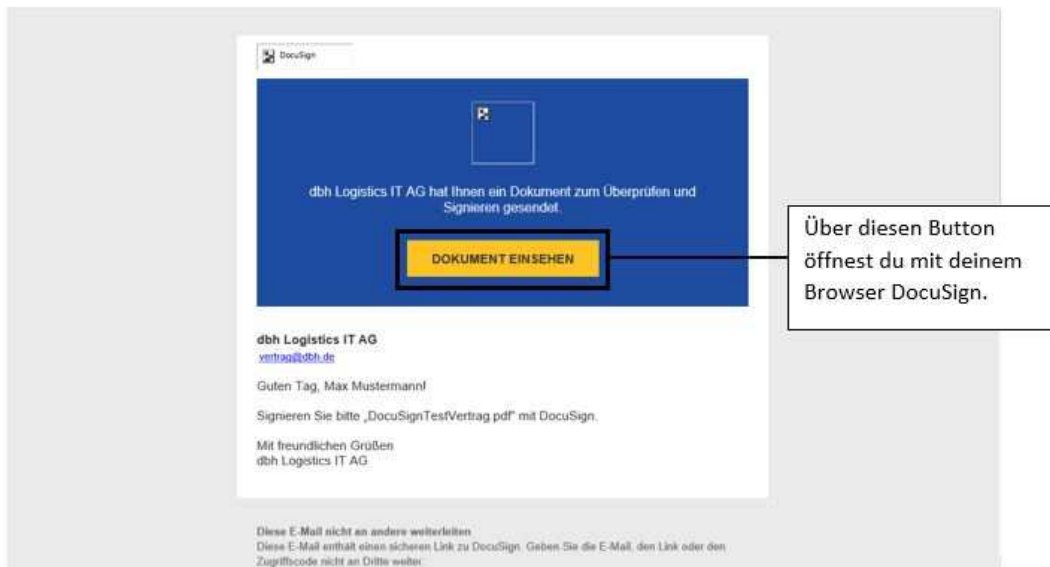 DocuSign
dbh Logistics IT AG hat Ihnen ein Dokument zum Überprüfen und
Signieren gesendet.
DOKUMENT EINSEHEN
Über diesen Button
öffnest du mit deinem
Browser DocuSign.
dbh Logistics IT AG
vertrag@dbh.de
Guten Tag, Max Mustermann!
Signieren Sie bitte „DocuSignTestVertrag.pdf" mit DocuSign.
Mit freundlichen Grüßen
dbh Logistics IT AG
Diese E-Mail nicht an andere weiterleiten
Diese E-Mail enthält einen sicheren Link zu DocuSign. Geben Sie die E-Mail, den Link oder den
Zugriffscode nicht an Dritte weiter.